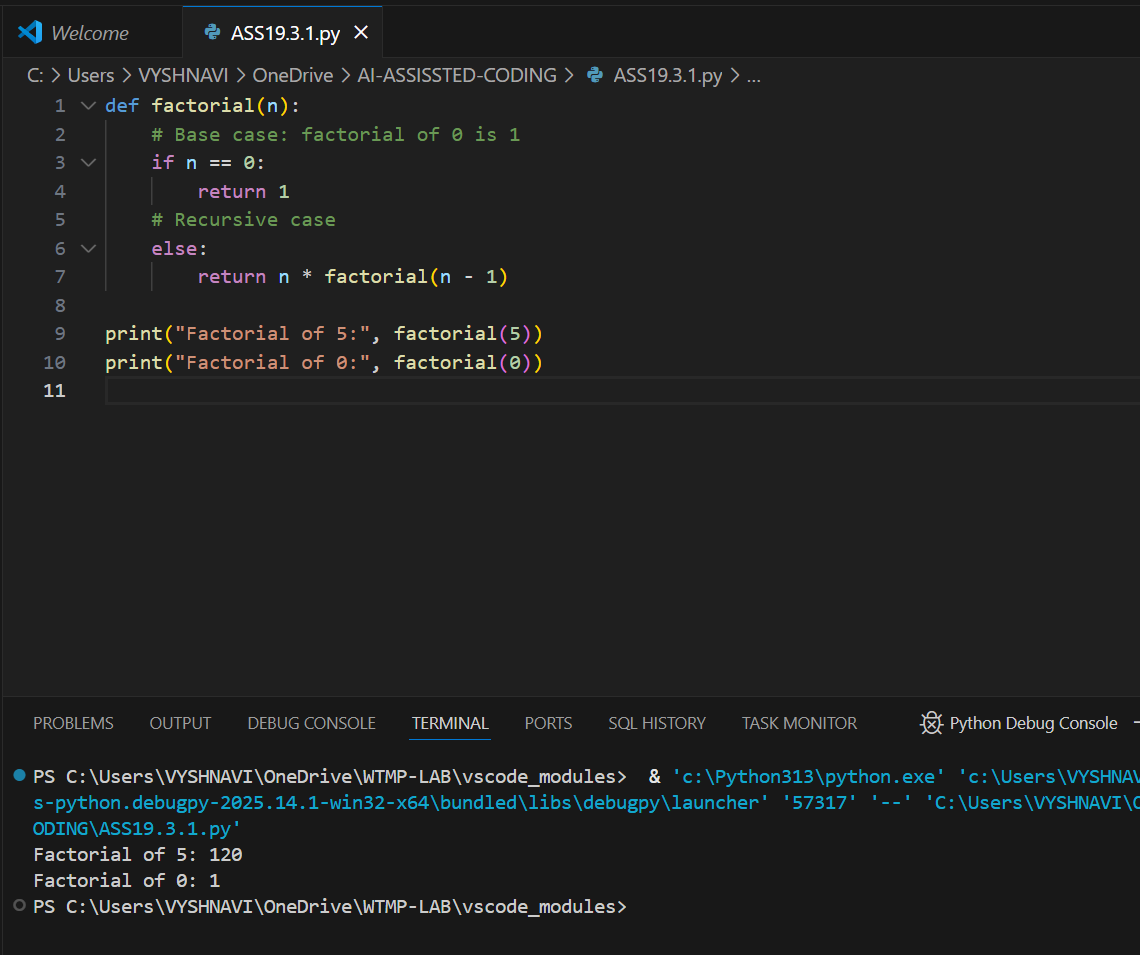 Welcome
ASS19.3.1.py
C: > Users > VYSHNAVI > OneDrive > AI-ASSISSTED-CODING > ASS19.3.1.py > ...
1 def factorial(n):
2     # Base case: factorial of 0 is 1
3     if n == 0:
4         return 1
5     # Recursive case
6     else:
7         return n * factorial(n - 1)
8
9 print("Factorial of 5:", factorial(5))
10 print("Factorial of 0:", factorial(0))
11
PROBLEMS OUTPUT DEBUG CONSOLE TERMINAL PORTS SQL HISTORY TASK MONITOR Python Debug Console
PS C:\Users\VYSHNAVI\OneDrive\WTMP-LAB\vscode_modules>  & 'c:\Python313\python.exe' 'c:\Users\VYSHNAV
s-python.debugpy-2025.14.1-win32-x64\bundled\libs\debugpy\launcher' '57317' '--' 'C:\Users\VYSHNAVI\O
ODING\ASS19.3.1.py'
Factorial of 5: 120
Factorial of 0: 1
PS C:\Users\VYSHNAVI\OneDrive\WTMP-LAB\vscode_modules>